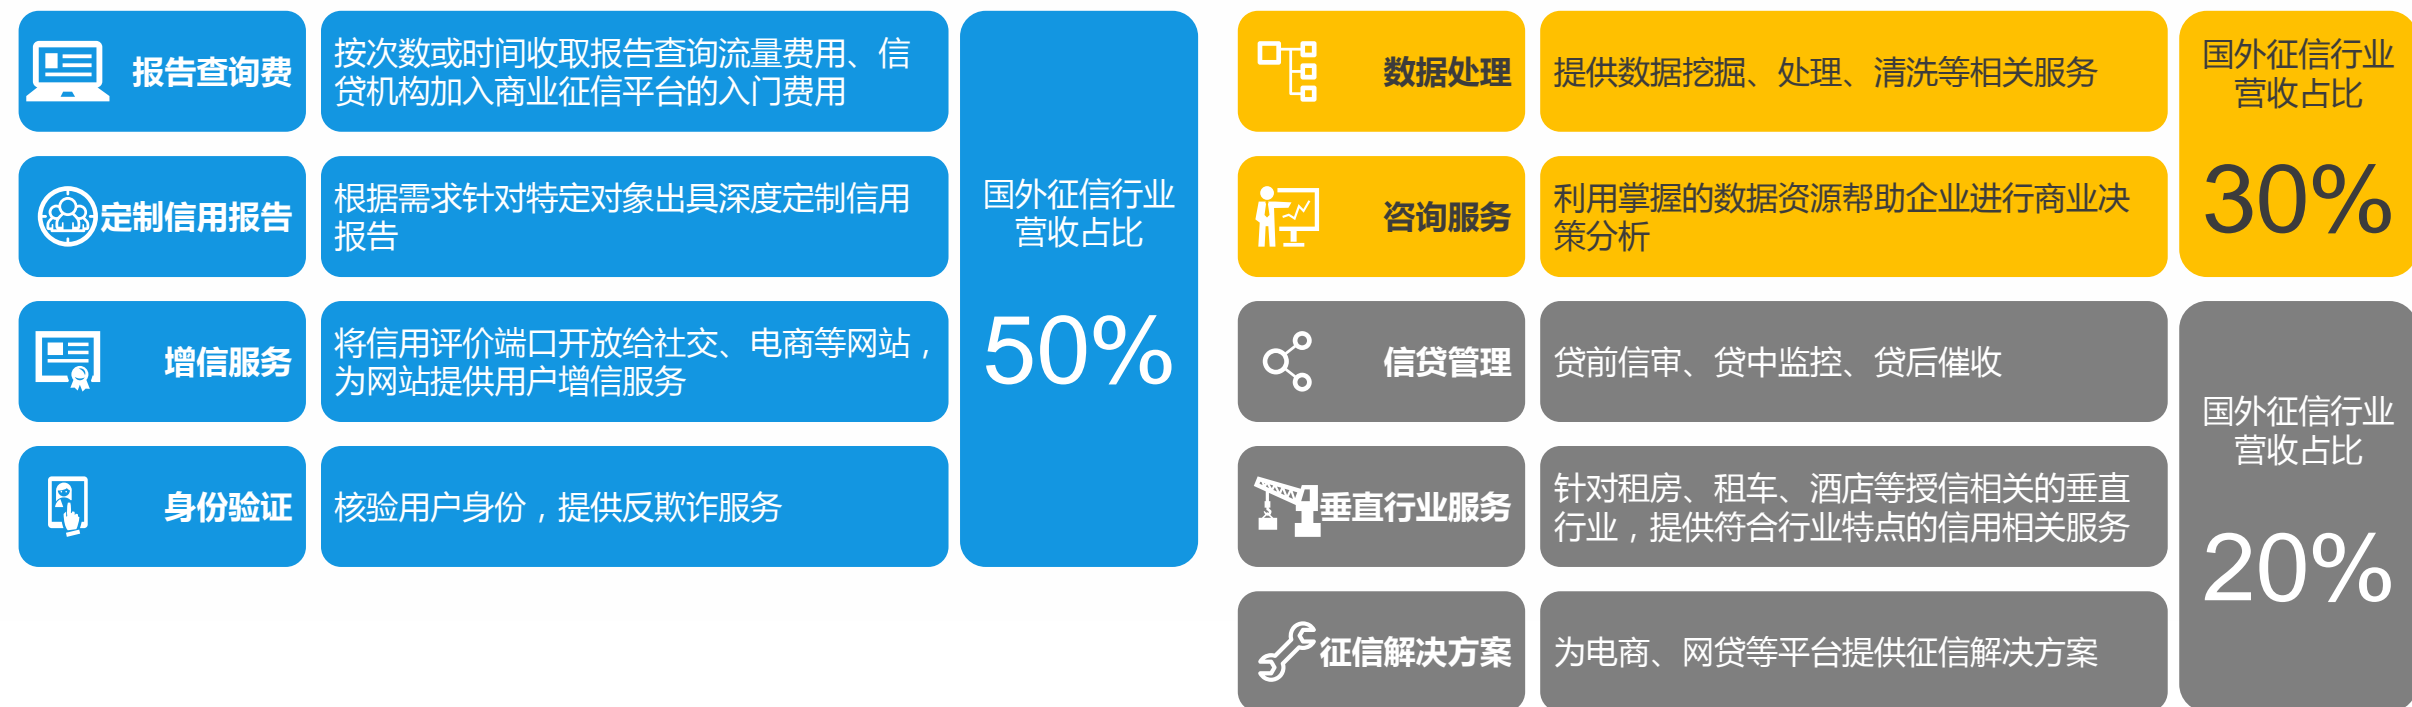 报告查询费
按次数或时间收取报告查询流量费用、信
贷机构加入商业征信平台的入门费用
定制信用报告
根据需求针对特定对象出具深度定制信用
报告
增信服务
将信用评价端口开放给社交、电商等网站，
为网站提供用户增信服务
身份验证
核验用户身份，提供反欺诈服务
国外征信行业
营收占比
50%
数据处理
提供数据挖掘、处理、清洗等相关服务
咨询服务
利用掌握的数据资源帮助企业进行商业决
策分析
国外征信行业
营收占比
30%
信贷管理
贷前信审、贷中监控、贷后催收
垂直行业服务
针对租房、租车、酒店等授信相关的垂直
行业，提供符合行业特点的信用相关服务
征信解决方案
为电商、网贷等平台提供征信解决方案
国外征信行业
营收占比
20%